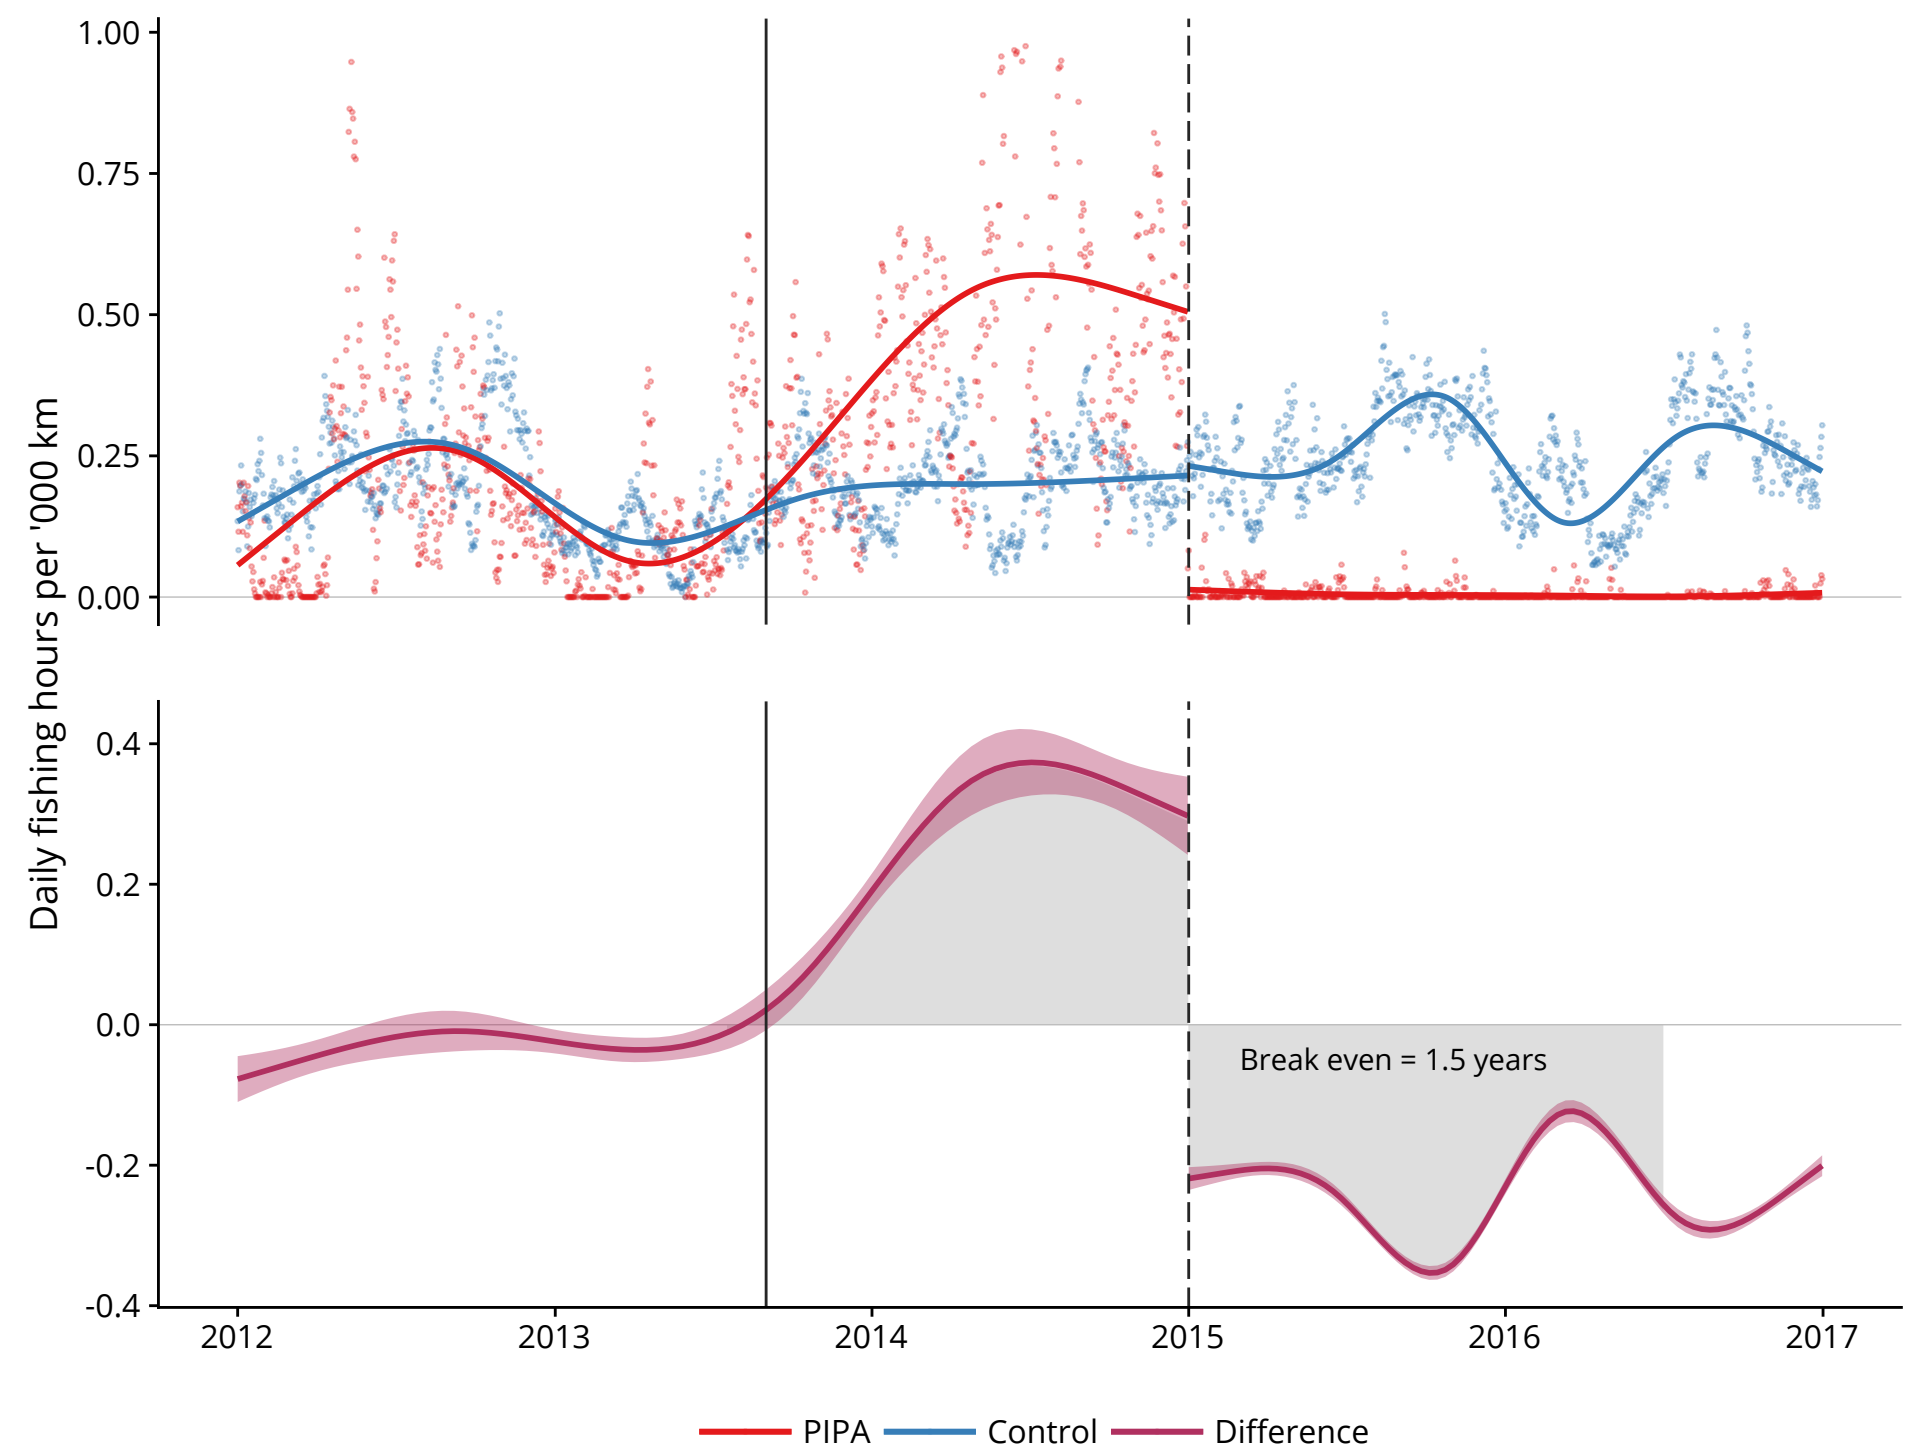 Daily fishing hours per '000 km
1.00
0.75
0.50
0.25
0.00
0.4
0.2
0.0
-0.2
-0.4
Break even = 1.5 years
2012 2013 2014 2015 2016 2017
PIPA Control Difference